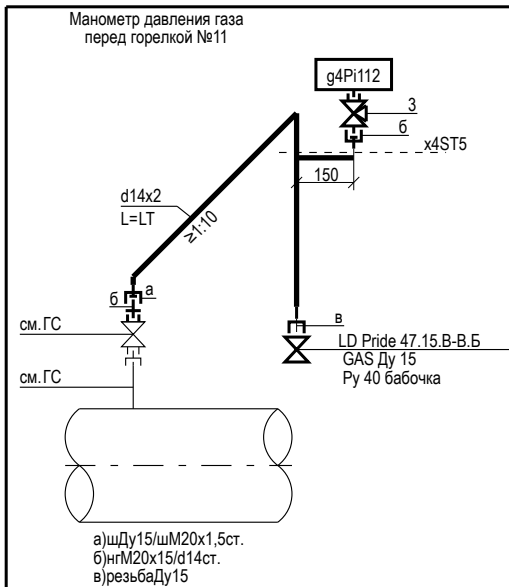 Манометр давления газа
перед горелкой №11
g4Pi112
3
б
x4ST5
150
d14x2
L=LT
≥1:10
а
б
см.ГС
в
LD Pride 47.15.В-В.Б
GAS Ду 15
Ру 40 бабочка
см.ГС
а)шДу15/шМ20х1,5ст.
б)нгМ20х15/d14ст.
в)резьбаДу15